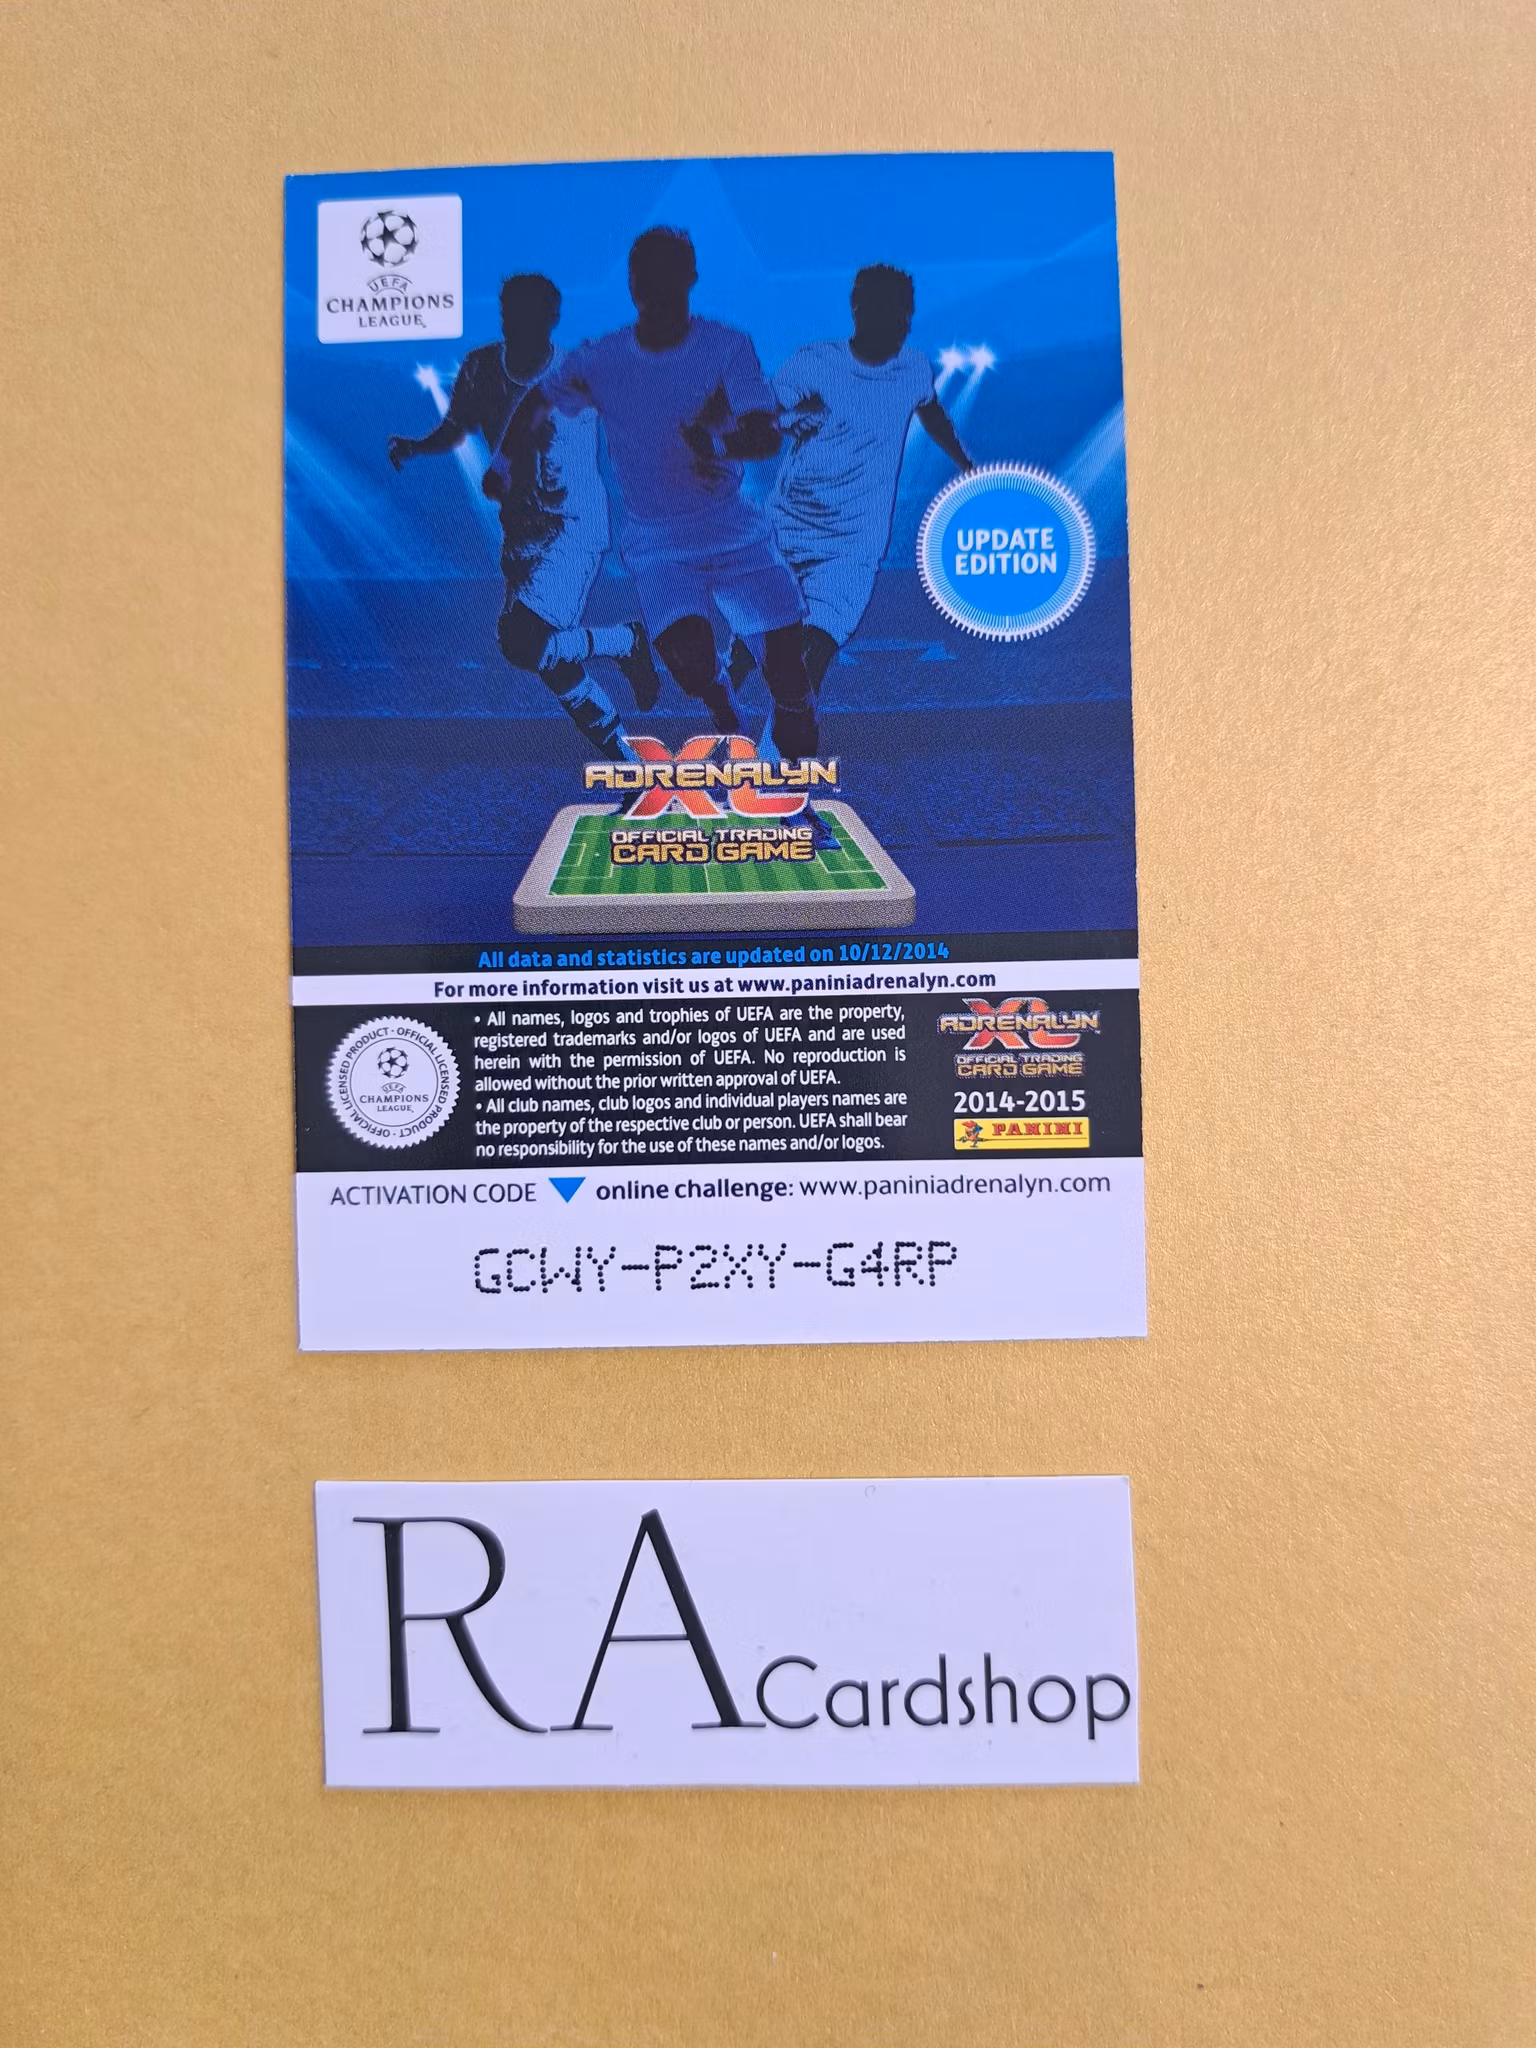 UEFA
CHAMPIONS
LEAGUE
UPDATE
EDITION
XL
ADRENALYN
OFFICIAL TRADING
CARD GAME
All data and statistics are updated on 10/12/2014
For more information visit us at www.paniniadrenalyn.com
OFFICIAL LICENSED PRODUCT · OFFICIAL LICENSED PRODUCT ·
UEFA
CHAMPIONS
LEAGUE
• All names, logos and trophies of UEFA are the property,
registered trademarks and/or logos of UEFA and are used
herein with the permission of UEFA. No reproduction is
allowed without the prior written approval of UEFA.
• All club names, club logos and individual players names are
the property of the respective club or person. UEFA shall bear
no responsibility for the use of these names and/or logos.
XL
ADRENALYN
OFFICIAL TRADING
CARD GAME
2014-2015
PANINI
ACTIVATION CODE online challenge: www.paniniadrenalyn.com
GCWY-P2XY-G4RP
RA Cardshop